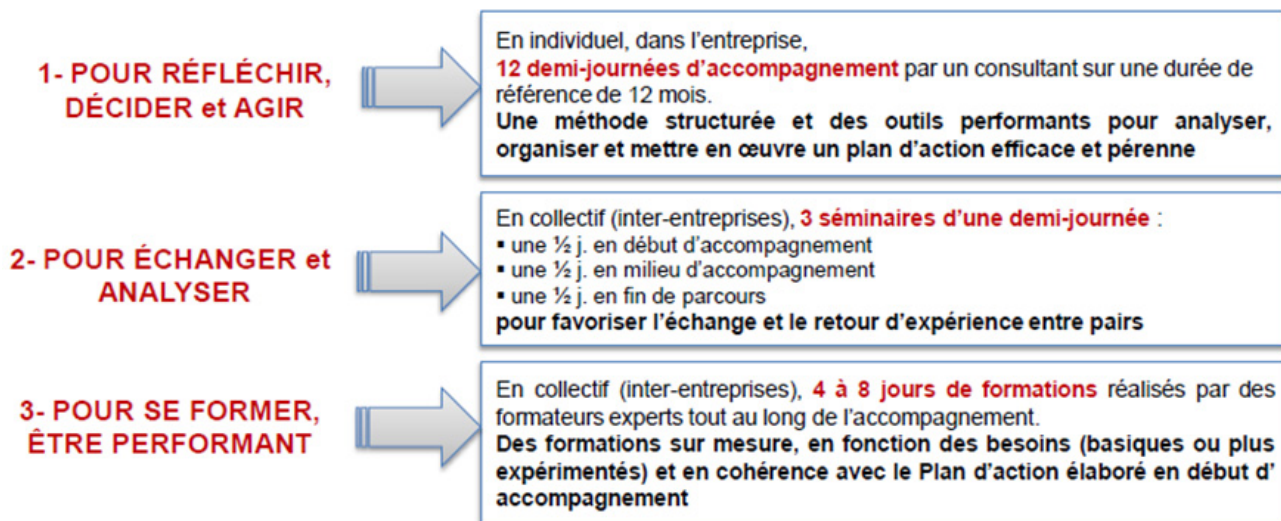 1- POUR RÉFLÉCHIR,
DÉCIDER et AGIR
En individuel, dans l'entreprise,
12 demi-journées d'accompagnement par un consultant sur une durée de
référence de 12 mois.
Une méthode structurée et des outils performants pour analyser,
organiser et mettre en œuvre un plan d'action efficace et pérenne
2- POUR ÉCHANGER et
ANALYSER
En collectif (inter-entreprises), 3 séminaires d'une demi-journée :
▪ une ½ j. en début d'accompagnement
▪ une ½ j. en milieu d'accompagnement
▪ une ½ j. en fin de parcours
pour favoriser l'échange et le retour d'expérience entre pairs
3- POUR SE FORMER,
ÊTRE PERFORMANT
En collectif (inter-entreprises), 4 à 8 jours de formations réalisés par des
formateurs experts tout au long de l'accompagnement.
Des formations sur mesure, en fonction des besoins (basiques ou plus
expérimentés) et en cohérence avec le Plan d'action élaboré en début d'
accompagnement